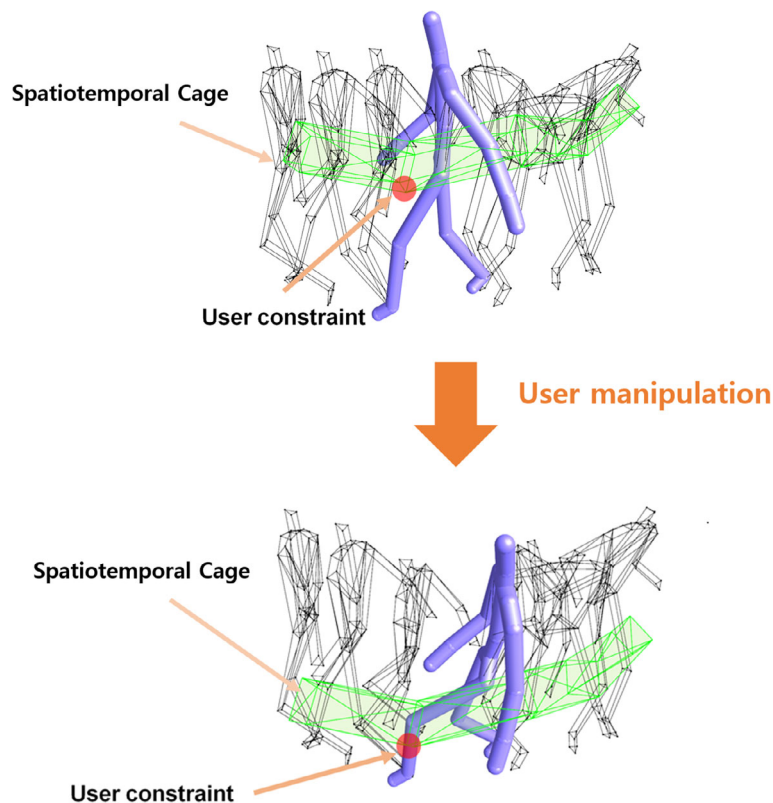 Spatiotemporal Cage
User constraint
User manipulation
Spatiotemporal Cage
User constraint